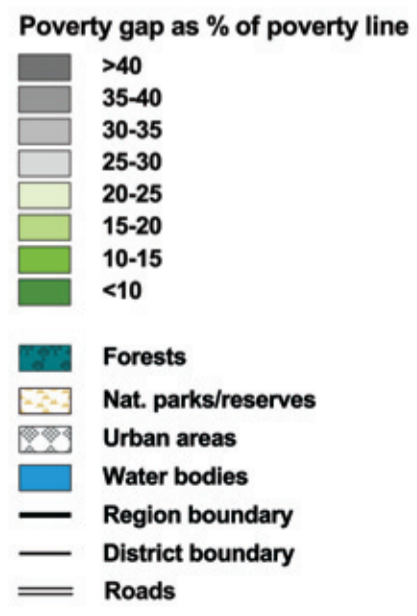 Poverty gap as % of poverty line
>40
35-40
30-35
25-30
20-25
15-20
10-15
<10
Forests
Nat. parks/reserves
Urban areas
Water bodies
Region boundary
District boundary
Roads